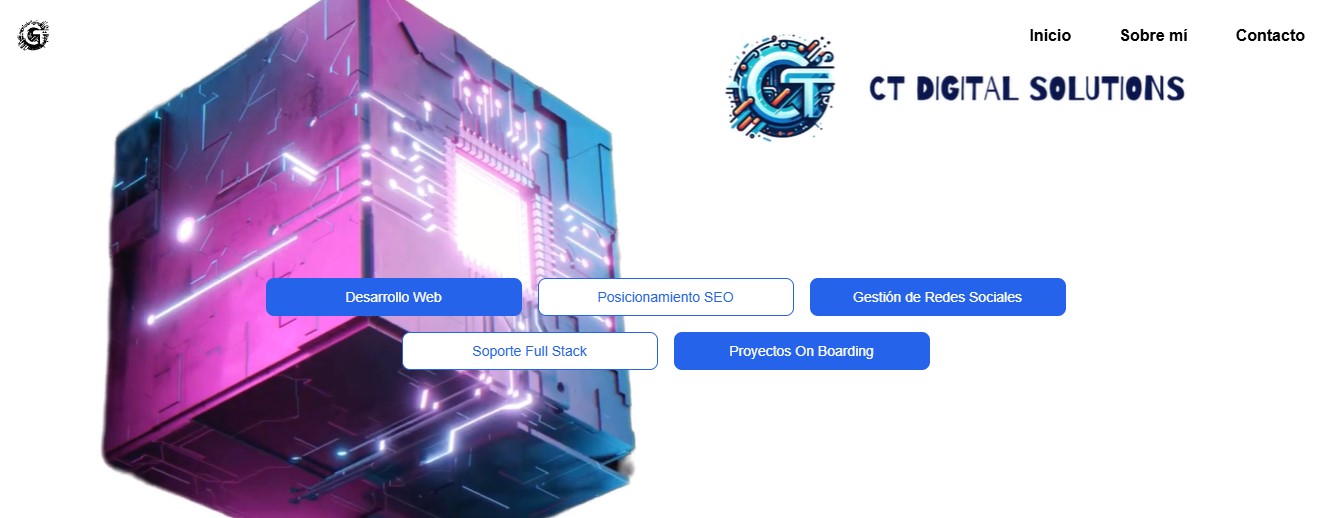 Inicio Sobre mí Contacto
CT
CT DIGITAL SOLUTIONS
Desarrollo Web Posicionamiento SEO Gestión de Redes Sociales
Soporte Full Stack Proyectos On Boarding